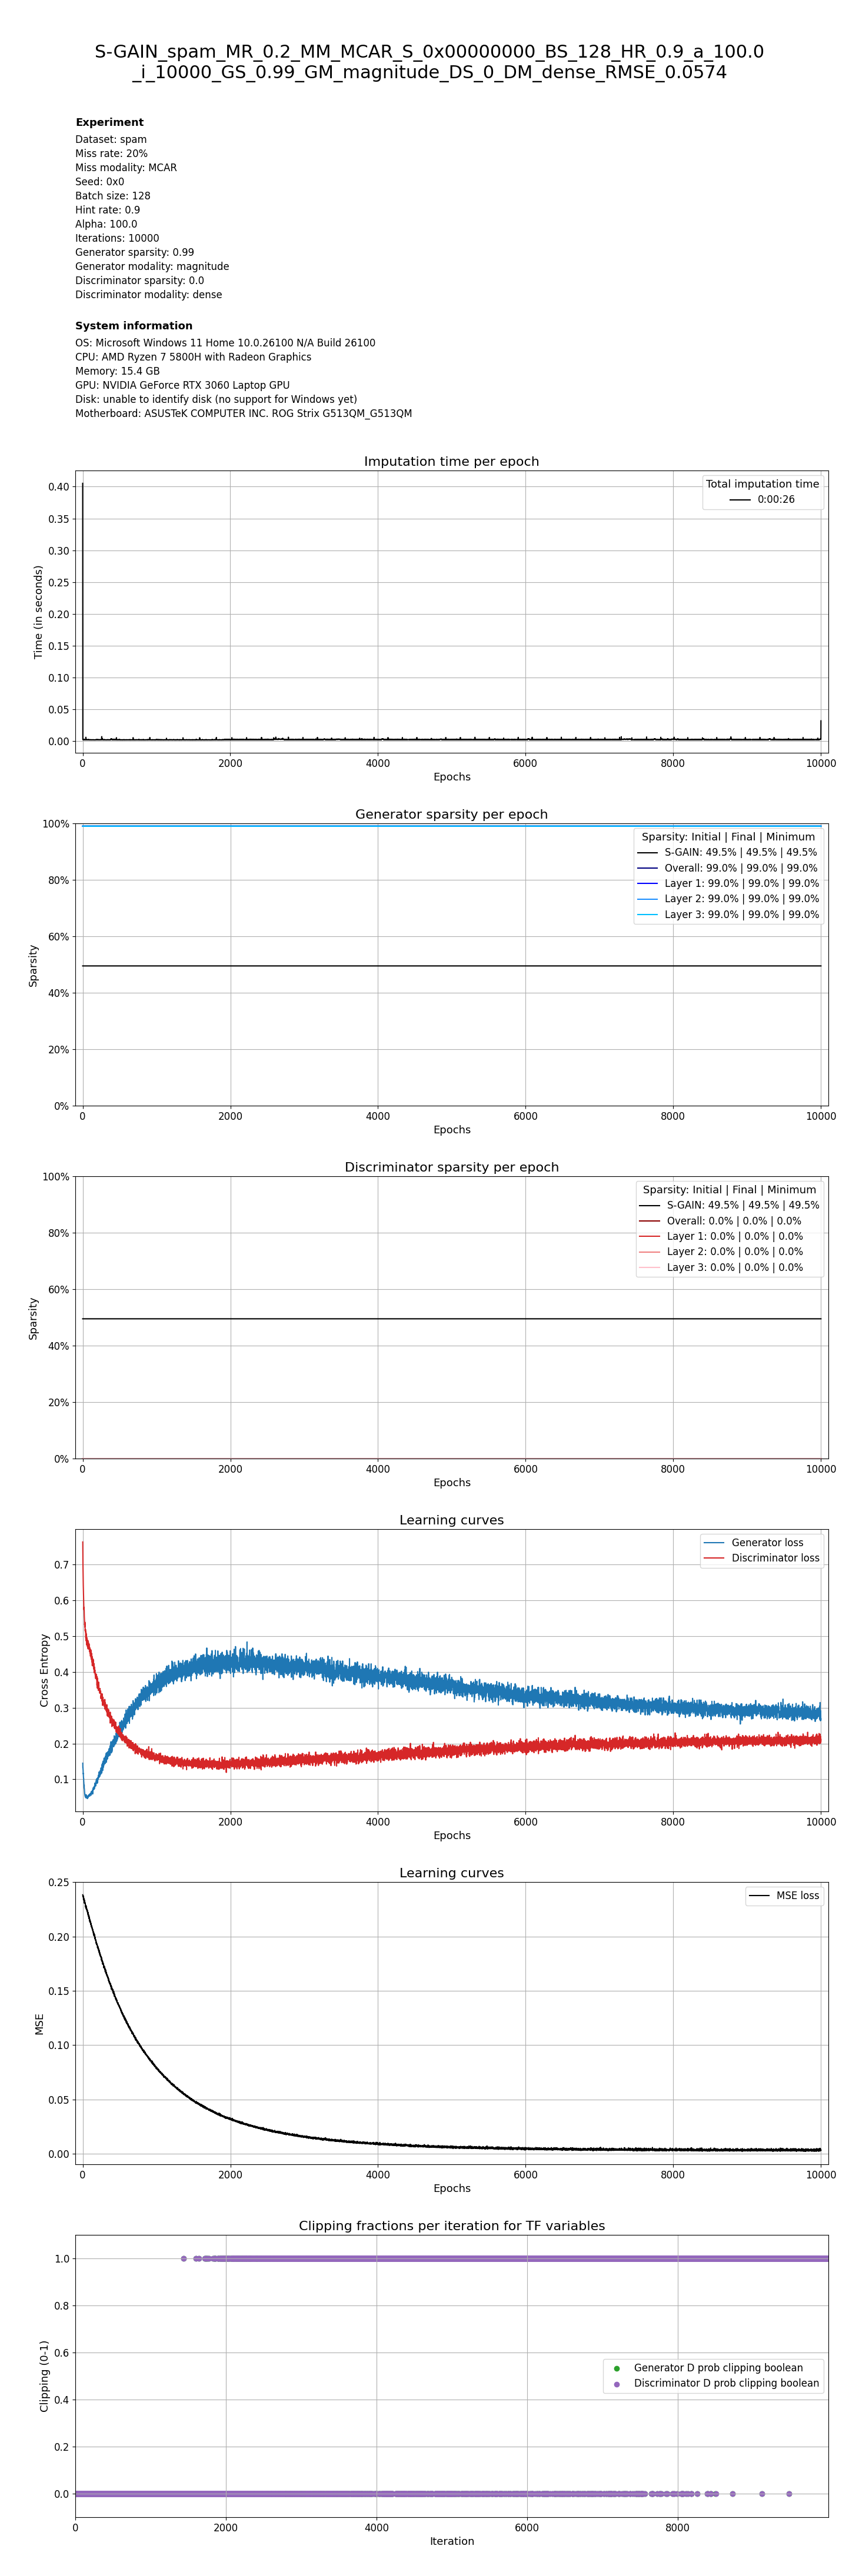 S-GAIN_spam_MR_0.2_MM_MCAR_S_0x00000000_BS_128_HR_0.9_a_100.0
_i_10000_GS_0.99_GM_magnitude_DS_0_DM_dense_RMSE_0.0574
Experiment
Dataset: spam
Miss rate: 20%
Miss modality: MCAR
Seed: 0x0
Batch size: 128
Hint rate: 0.9
Alpha: 100.0
Iterations: 10000
Generator sparsity: 0.99
Generator modality: magnitude
Discriminator sparsity: 0.0
Discriminator modality: dense
System information
OS: Microsoft Windows 11 Home 10.0.26100 N/A Build 26100
CPU: AMD Ryzen 7 5800H with Radeon Graphics
Memory: 15.4 GB
GPU: NVIDIA GeForce RTX 3060 Laptop GPU
Disk: unable to identify disk (no support for Windows yet)
Motherboard: ASUSTeK COMPUTER INC. ROG Strix G513QM_G513QM
Imputation time per epoch
Total imputation time
0:00:26
Time (in seconds)
0.40
0.35
0.30
0.25
0.20
0.15
0.10
0.05
0.00
0 2000 4000 6000 8000 10000
Epochs
Generator sparsity per epoch
Sparsity: Initial | Final | Minimum
S-GAIN: 49.5% | 49.5% | 49.5%
Overall: 99.0% | 99.0% | 99.0%
Layer 1: 99.0% | 99.0% | 99.0%
Layer 2: 99.0% | 99.0% | 99.0%
Layer 3: 99.0% | 99.0% | 99.0%
Sparsity
100%
80%
60%
40%
20%
0%
0 2000 4000 6000 8000 10000
Epochs
Discriminator sparsity per epoch
Sparsity: Initial | Final | Minimum
S-GAIN: 49.5% | 49.5% | 49.5%
Overall: 0.0% | 0.0% | 0.0%
Layer 1: 0.0% | 0.0% | 0.0%
Layer 2: 0.0% | 0.0% | 0.0%
Layer 3: 0.0% | 0.0% | 0.0%
Sparsity
100%
80%
60%
40%
20%
0%
0 2000 4000 6000 8000 10000
Epochs
Learning curves
Generator loss
Discriminator loss
Cross Entropy
0.7
0.6
0.5
0.4
0.3
0.2
0.1
0 2000 4000 6000 8000 10000
Epochs
Learning curves
MSE loss
MSE
0.25
0.20
0.15
0.10
0.05
0.00
0 2000 4000 6000 8000 10000
Epochs
Clipping fractions per iteration for TF variables
Generator D prob clipping boolean
Discriminator D prob clipping boolean
Clipping (0-1)
1.0
0.8
0.6
0.4
0.2
0.0
0 2000 4000 6000 8000
Iteration